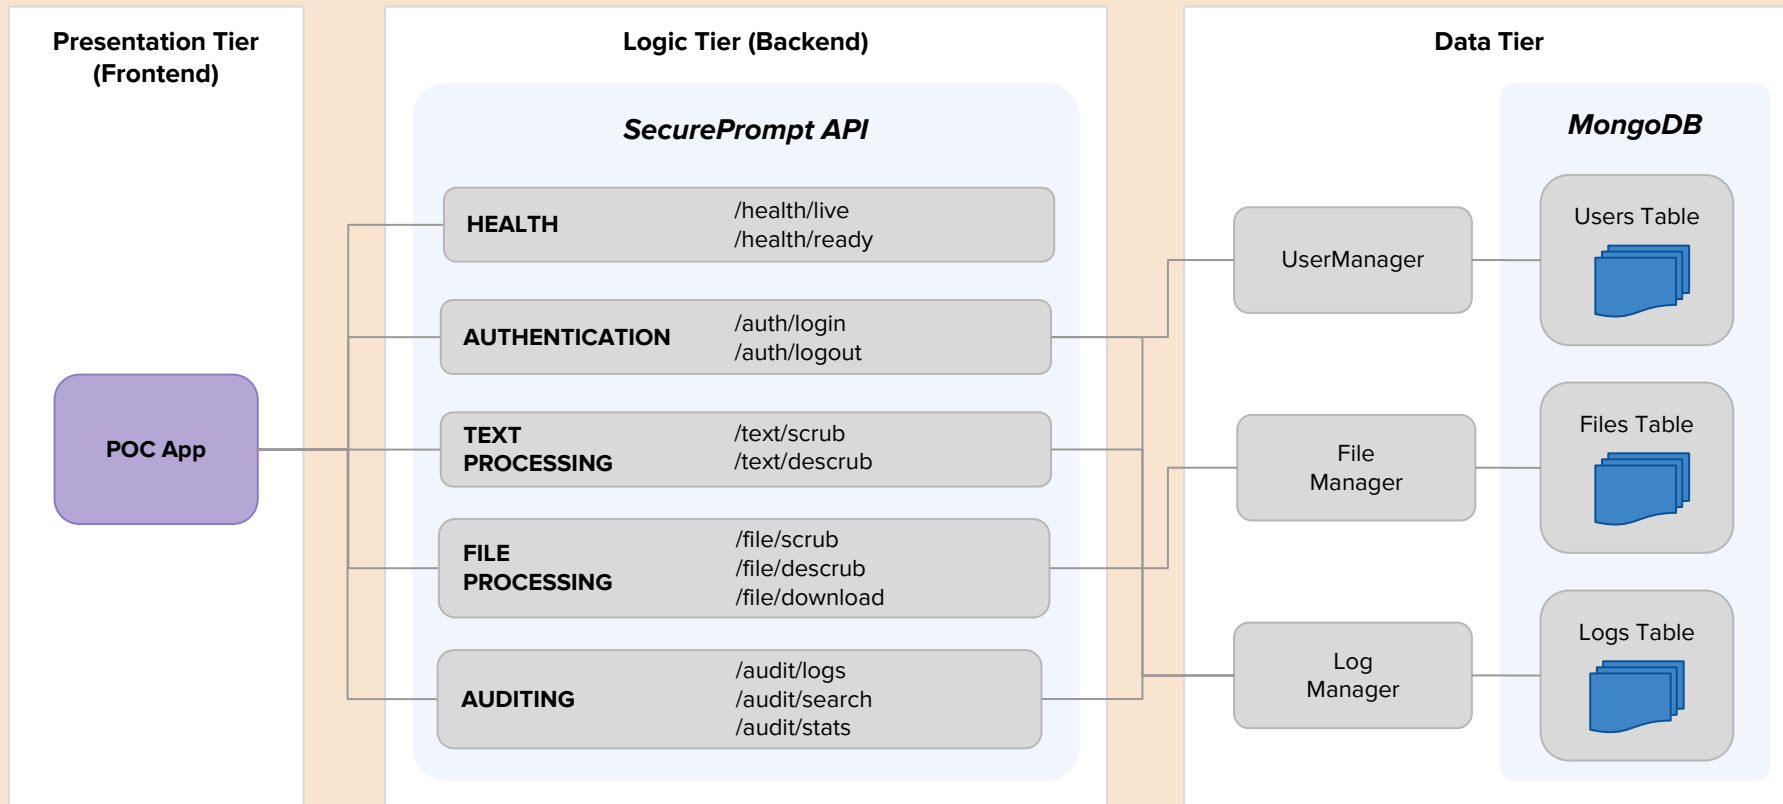 Presentation Tier
(Frontend)
POC App
Logic Tier (Backend)
SecurePrompt API
HEALTH
/health/live
/health/ready
AUTHENTICATION
/auth/login
/auth/logout
TEXT
PROCESSING
/text/scrub
/text/descrub
FILE
PROCESSING
/file/scrub
/file/descrub
/file/download
AUDITING
/audit/logs
/audit/search
/audit/stats
Data Tier
UserManager
File
Manager
Log
Manager
MongoDB
Users Table
Files Table
Logs Table